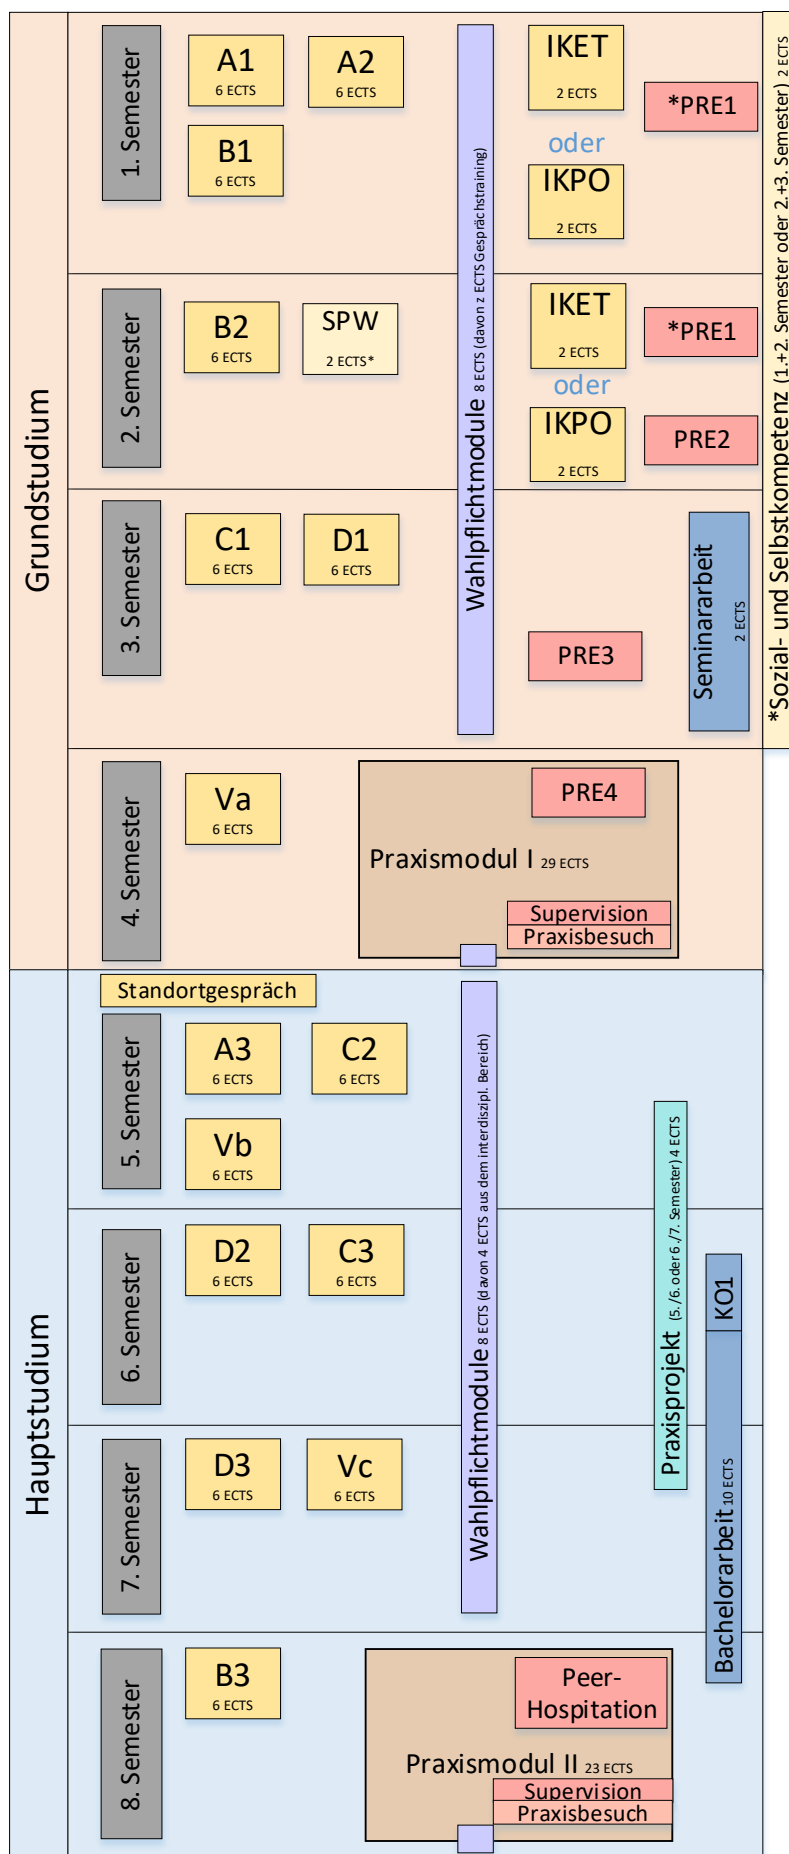 Grundstudium
1. Semester
A1
6 ECTS
A2
6 ECTS
B1
6 ECTS
IKET
2 ECTS
oder
IKPO
2 ECTS
*PRE1
2. Semester
B2
6 ECTS
SPW
2 ECTS*
IKET
2 ECTS
oder
IKPO
2 ECTS
*PRE1
PRE2
3. Semester
C1
6 ECTS
D1
6 ECTS
PRE3
Seminararbeit
2 ECTS
Wahlpflichtmodule 8 ECTS (davon z ECTS Gesprächstraining)
*Sozial- und Selbstkompetenz (1.+2. Semester oder 2.+3. Semester) 2 ECTS
4. Semester
Va
6 ECTS
PRE4
Praxismodul I 29 ECTS
Supervision
Praxisbesuch
Hauptstudium
Standortgespräch
5. Semester
A3
6 ECTS
C2
6 ECTS
Vb
6 ECTS
6. Semester
D2
6 ECTS
C3
6 ECTS
7. Semester
D3
6 ECTS
Vc
6 ECTS
Wahlpflichtmodule 8 ECTS (davon 4 ECTS aus dem interdiszipl. Bereich)
Praxisprojekt (5./6. oder 6./7. Semester) 4 ECTS
KO1
Bachelorarbeit 10 ECTS
8. Semester
B3
6 ECTS
Peer-
Hospitation
Praxismodul II 23 ECTS
Supervision
Praxisbesuch